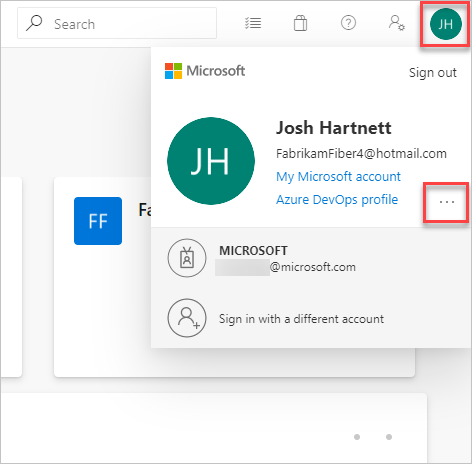 Search
JH
Microsoft
Sign out
JH
Josh Hartnett
FabrikamFiber4@hotmail.com
My Microsoft account
Azure DevOps profile
...
FF
Fa
MICROSOFT
@microsoft.com
Sign in with a different account